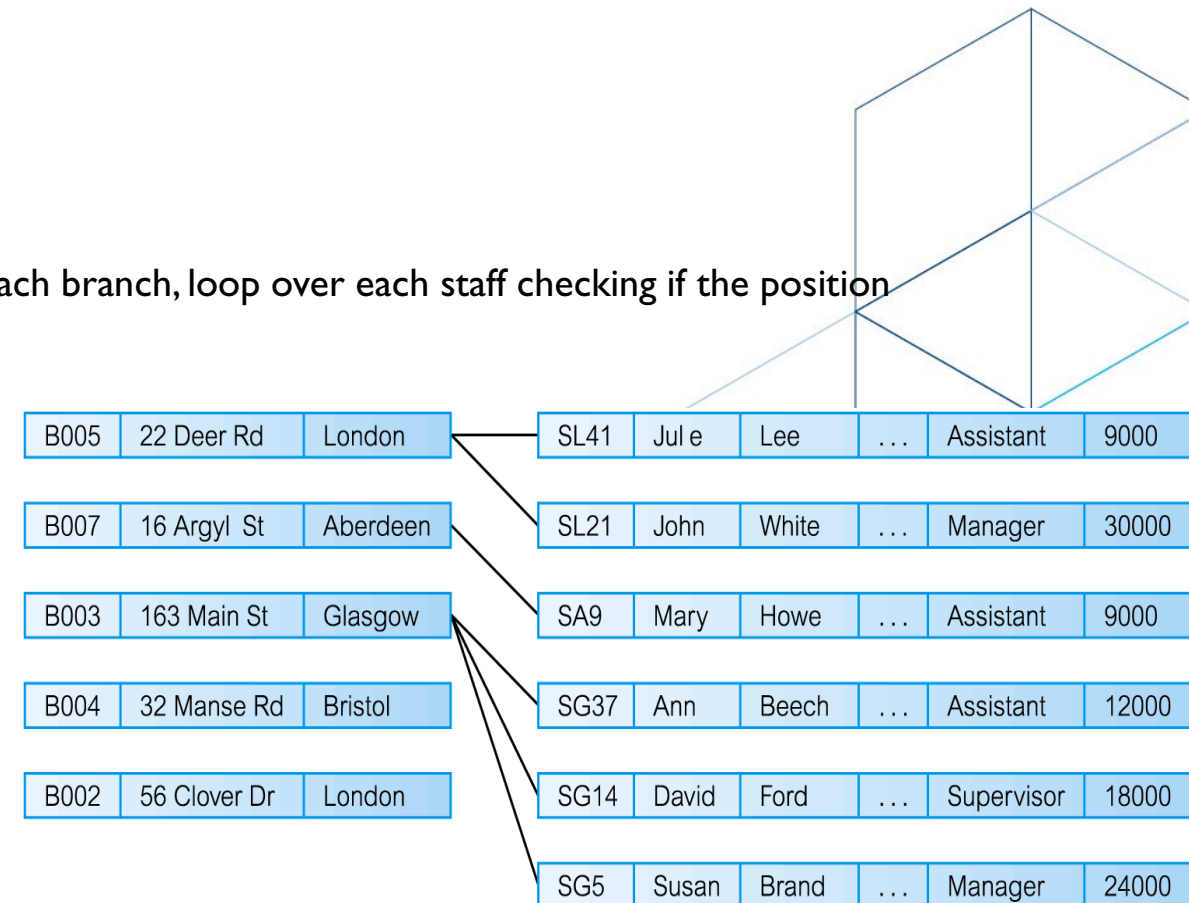 ach branch, loop over each staff checking if the position
B005 22 Deer Rd London SL41 Jul e Lee ... Assistant 9000
B007 16 Argyl St Aberdeen SL21 John White ... Manager 30000
B003 163 Main St Glasgow SA9 Mary Howe ... Assistant 9000
B004 32 Manse Rd Bristol SG37 Ann Beech ... Assistant 12000
B002 56 Clover Dr London SG14 David Ford ... Supervisor 18000
SG5 Susan Brand ... Manager 24000